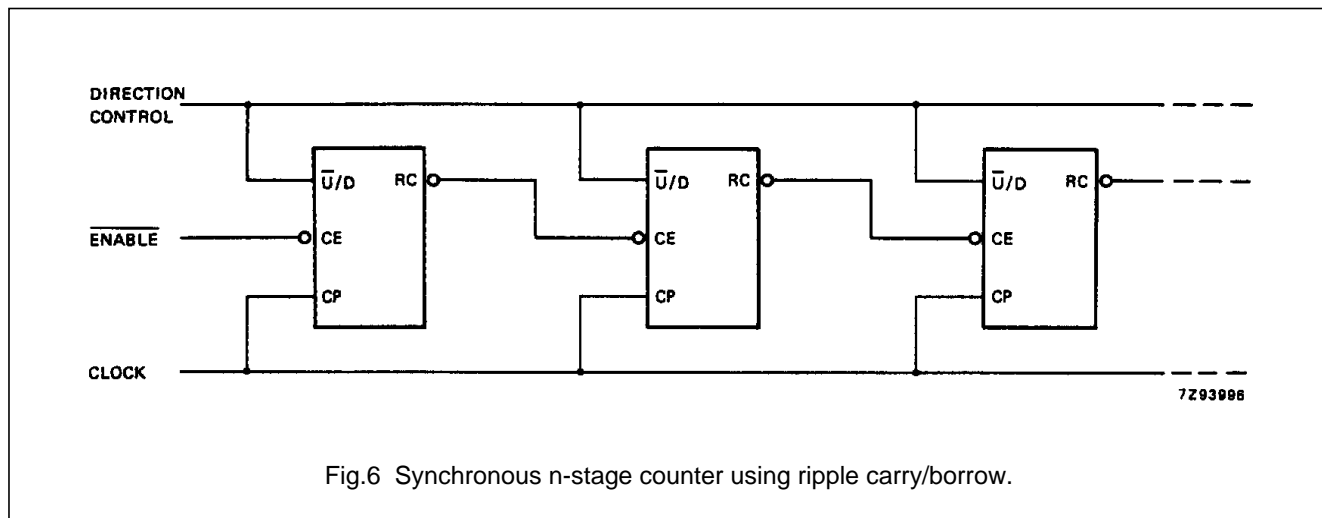 DIRECTION
CONTROL
U̅/D RC
U̅/D RC
U̅/D RC
E̅N̅A̅B̅L̅E̅
CE
CE
CE
CP
CP
CP
CLOCK
7Z93996
Fig.6 Synchronous n-stage counter using ripple carry/borrow.